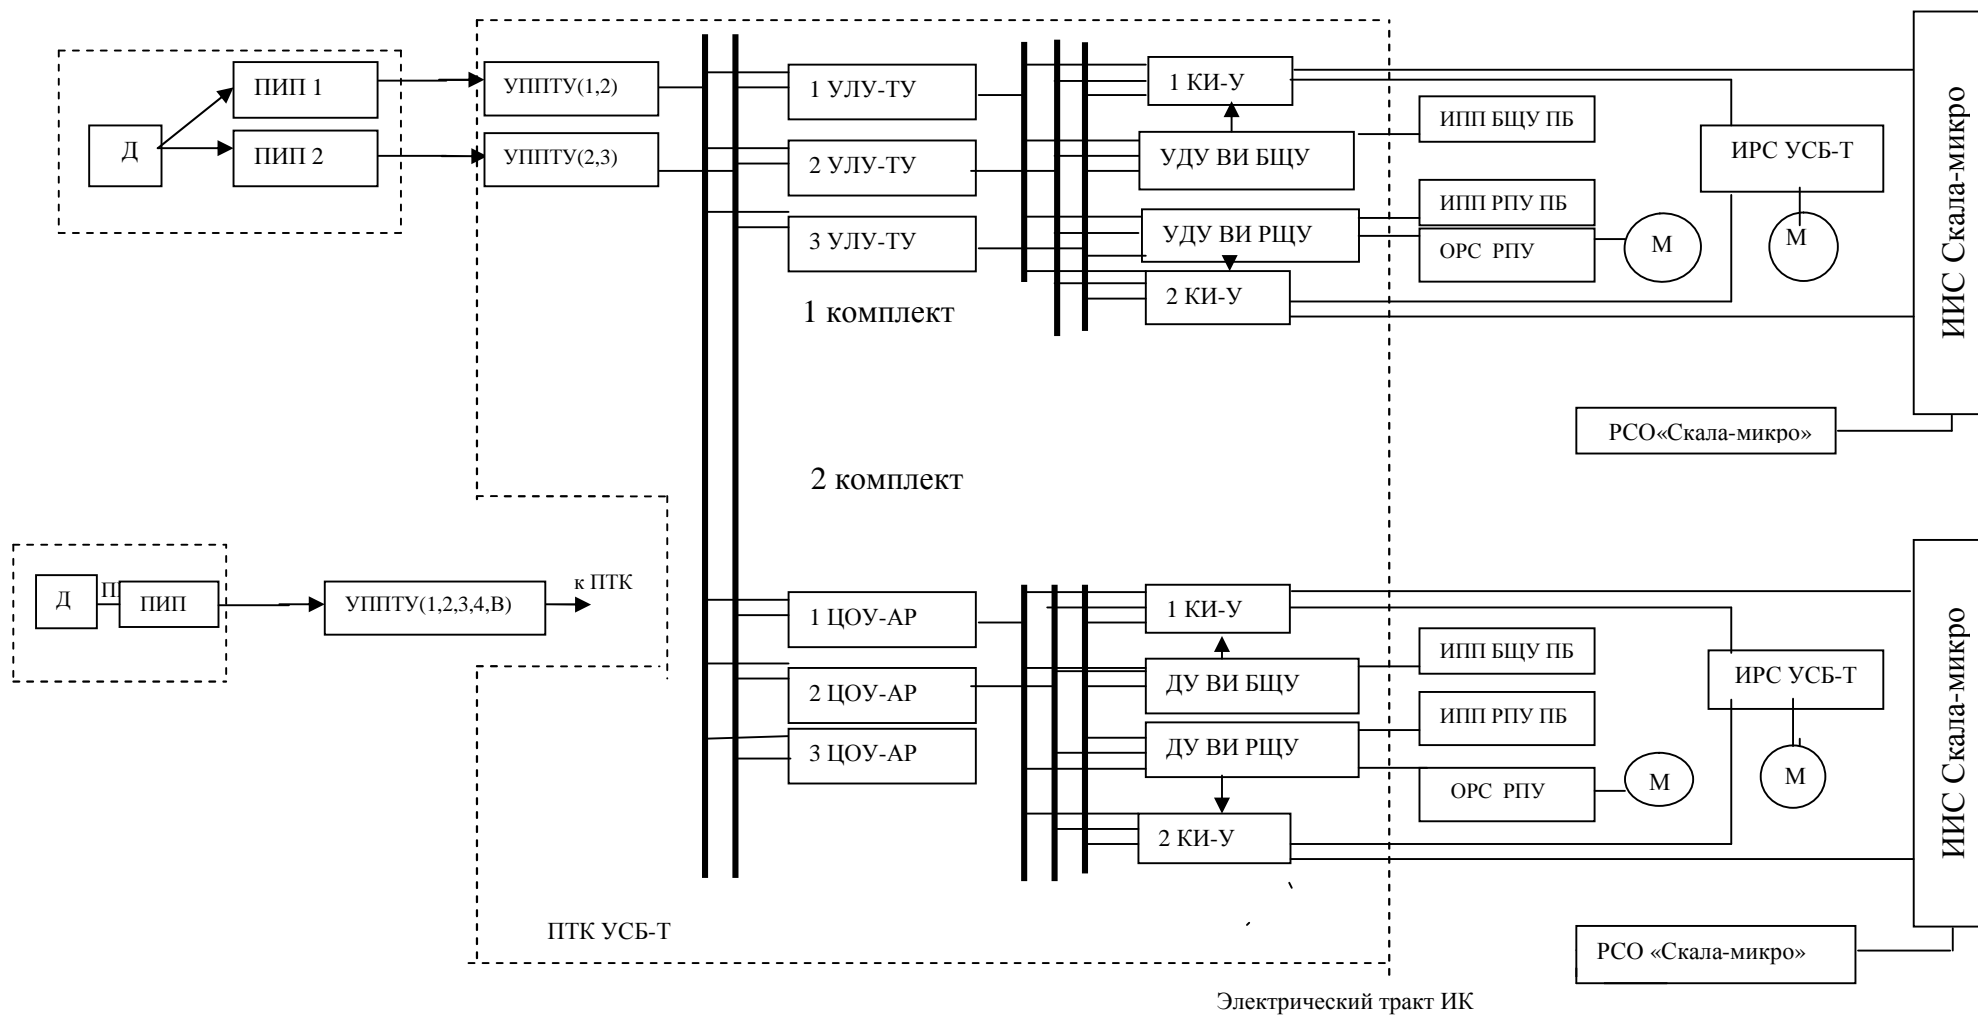 Д
ПИП 1
ПИП 2
УППТУ(1,2)
УППТУ(2,3)
1 УЛУ-ТУ
2 УЛУ-ТУ
3 УЛУ-ТУ
1 КИ-У
УДУ ВИ БЩУ
УДУ ВИ РЩУ
2 КИ-У
ИПП БЩУ ПБ
ИПП РПУ ПБ
ОРС РПУ
М
ИРС УСБ-Т
М
ИИС Скала-микро
РСО«Скала-микро»
1 комплект
2 комплект
Д
ПИП
УППТУ(1,2,3,4,В)
к ПТК
1 ЦОУ-АР
2 ЦОУ-АР
3 ЦОУ-АР
1 КИ-У
ДУ ВИ БЩУ
ДУ ВИ РЩУ
2 КИ-У
ИПП БЩУ ПБ
ИПП РПУ ПБ
ОРС РПУ
М
ИРС УСБ-Т
М
ИИС Скала-микро
РСО «Скала-микро»
ПТК УСБ-Т
Электрический тракт ИК